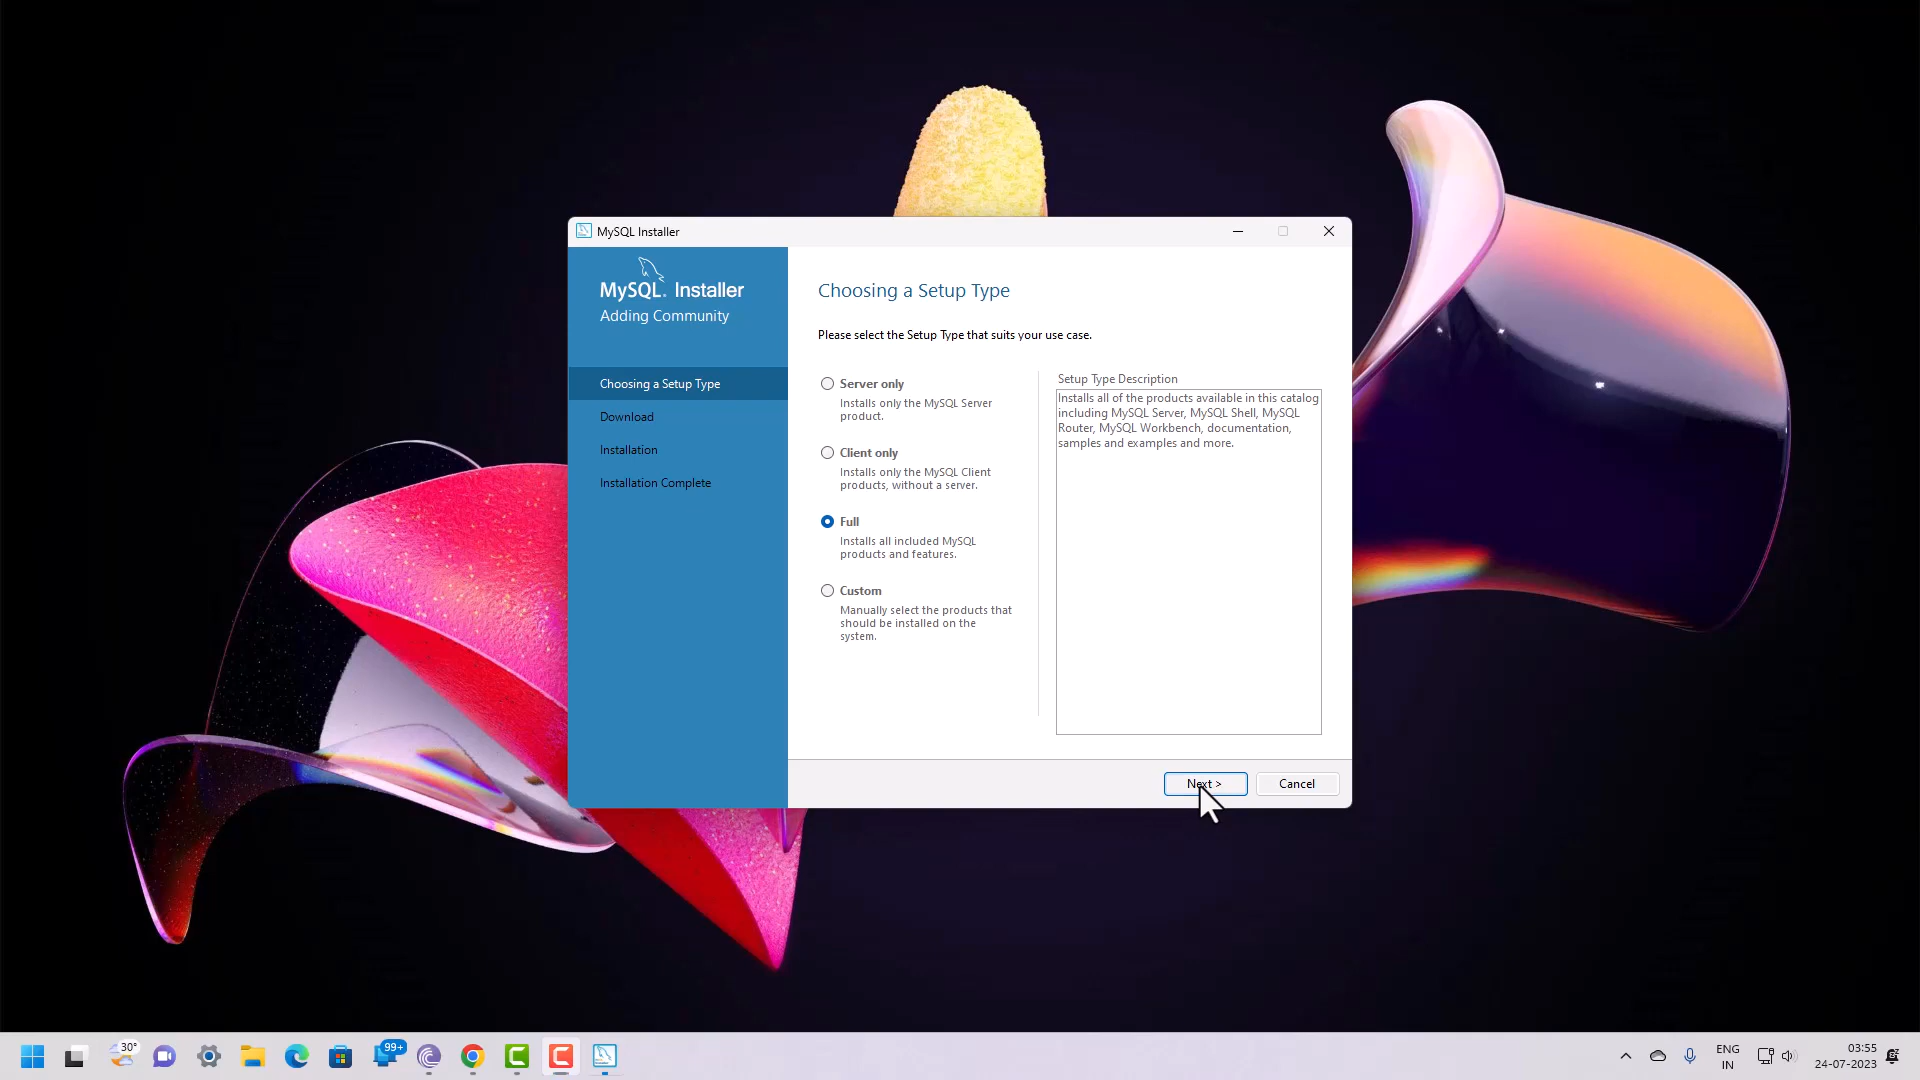 MySQL Installer
MySQL. Installer
Adding Community
Choosing a Setup Type
Download
Installation
Installation Complete
Choosing a Setup Type
Please select the Setup Type that suits your use case.
Server only
Installs only the MySQL Server
product.
Client only
Installs only the MySQL Client
products, without a server.
Full
Installs all included MySQL
products and features.
Custom
Manually select the products that
should be installed on the
system.
Setup Type Description
Installs all of the products available in this catalog
including MySQL Server, MySQL Shell, MySQL
Router, MySQL Workbench, documentation,
samples and examples and more.
Next >
Cancel
30°
99+
ENG
IN
03:55
24-07-2023